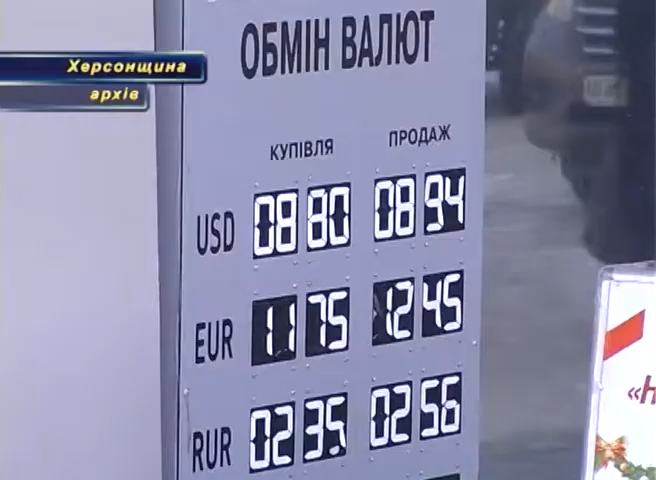 Херсонщина
архів
ОБМІН ВАЛЮТ
КУПІВЛЯ ПРОДАЖ
USD 08 80 08 94
EUR 11 75 12 45
RUR 02 35 02 56